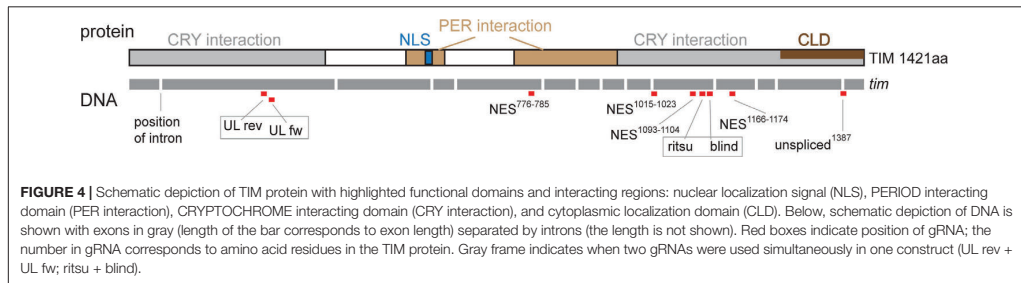 protein
CRY interaction
NLS
PER interaction
CRY interaction
CLD
TIM 1421aa
DNA
tim
position
of intron
UL rev
UL fw
NES776-785
NES1015-1023
NES1093-1104
ritsu
blind
NES1166-1174
unspliced1387
FIGURE 4 | Schematic depiction of TIM protein with highlighted functional domains and interacting regions: nuclear localization signal (NLS), PERIOD interacting
domain (PER interaction), CRYPTOCHROME interacting domain (CRY interaction), and cytoplasmic localization domain (CLD). Below, schematic depiction of DNA is
shown with exons in gray (length of the bar corresponds to exon length) separated by introns (the length is not shown). Red boxes indicate position of gRNA; the
number in gRNA corresponds to amino acid residues in the TIM protein. Gray frame indicates when two gRNAs were used simultaneously in one construct (UL rev +
UL fw; ritsu + blind).